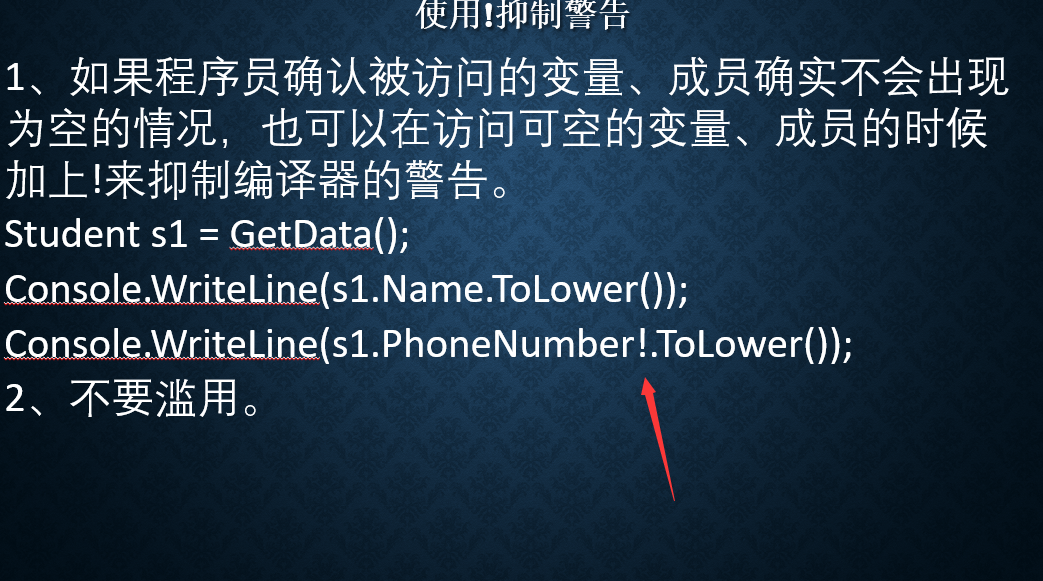 使用!抑制警告
1、如果程序员确认被访问的变量、成员确实不会出现
为空的情况，也可以在访问可空的变量、成员的时候
加上!来抑制编译器的警告。
Student s1 = GetData();
Console.WriteLine(s1.Name.ToLower());
Console.WriteLine(s1.PhoneNumber!.ToLower());
2、不要滥用。